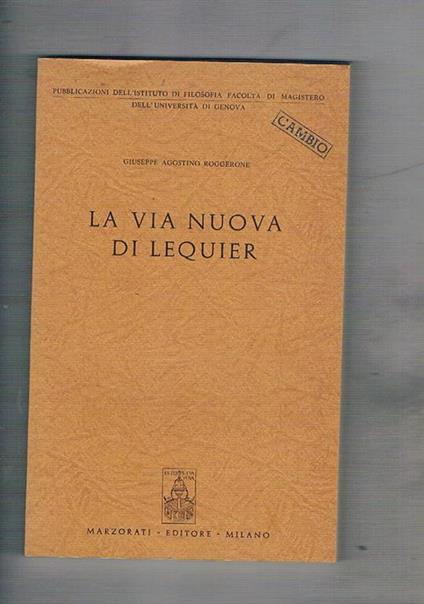 PUBBLICAZIONI DELL'ISTITUTO DI FILOSOFIA FACOLTÀ DI MAGISTERO
DELL'UNIVERSITÀ DI GENOVA
CAMBIO
GIUSEPPE AGOSTINO ROGGERONE
LA VIA NUOVA
DI LEQUIER
MARZORATI - EDITORE - MILANO